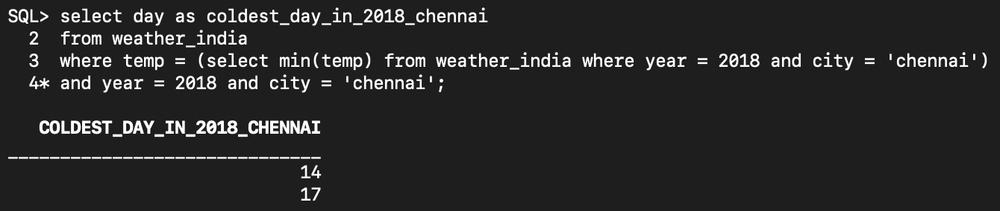 SQL> select day as coldest_day_in_2018_chennai
2 from weather_india
3 where temp = (select min(temp) from weather_india where year = 2018 and city = 'chennai')
4* and year = 2018 and city = 'chennai';
COLDEST_DAY_IN_2018_CHENNAI
______________________________
14
17